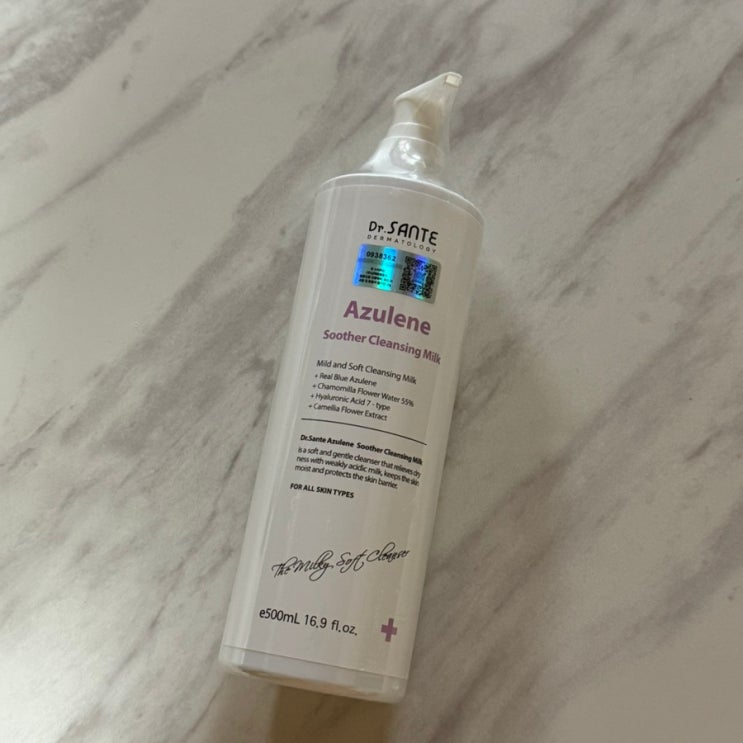 Dr.SANTE
DERMATOLOGY
0938362
Azulene
Soother Cleansing Milk
Mild and Soft Cleansing Milk
+ Real Blue Azulene
+ Chamomilla Flower Water 55%
+ Hyaluronic Acid 7 - type
+ Camellia Flower Extract
Dr.Sante Azulene Soother Cleansing Milk
is a soft and gentle cleanser that relieves dry
ness with weakly acidic milk, keeps the skin
moist and protects the skin barrier.
FOR ALL SKIN TYPES
The Milky, Soft Cleanser
e500mL 16.9 fl.oz.